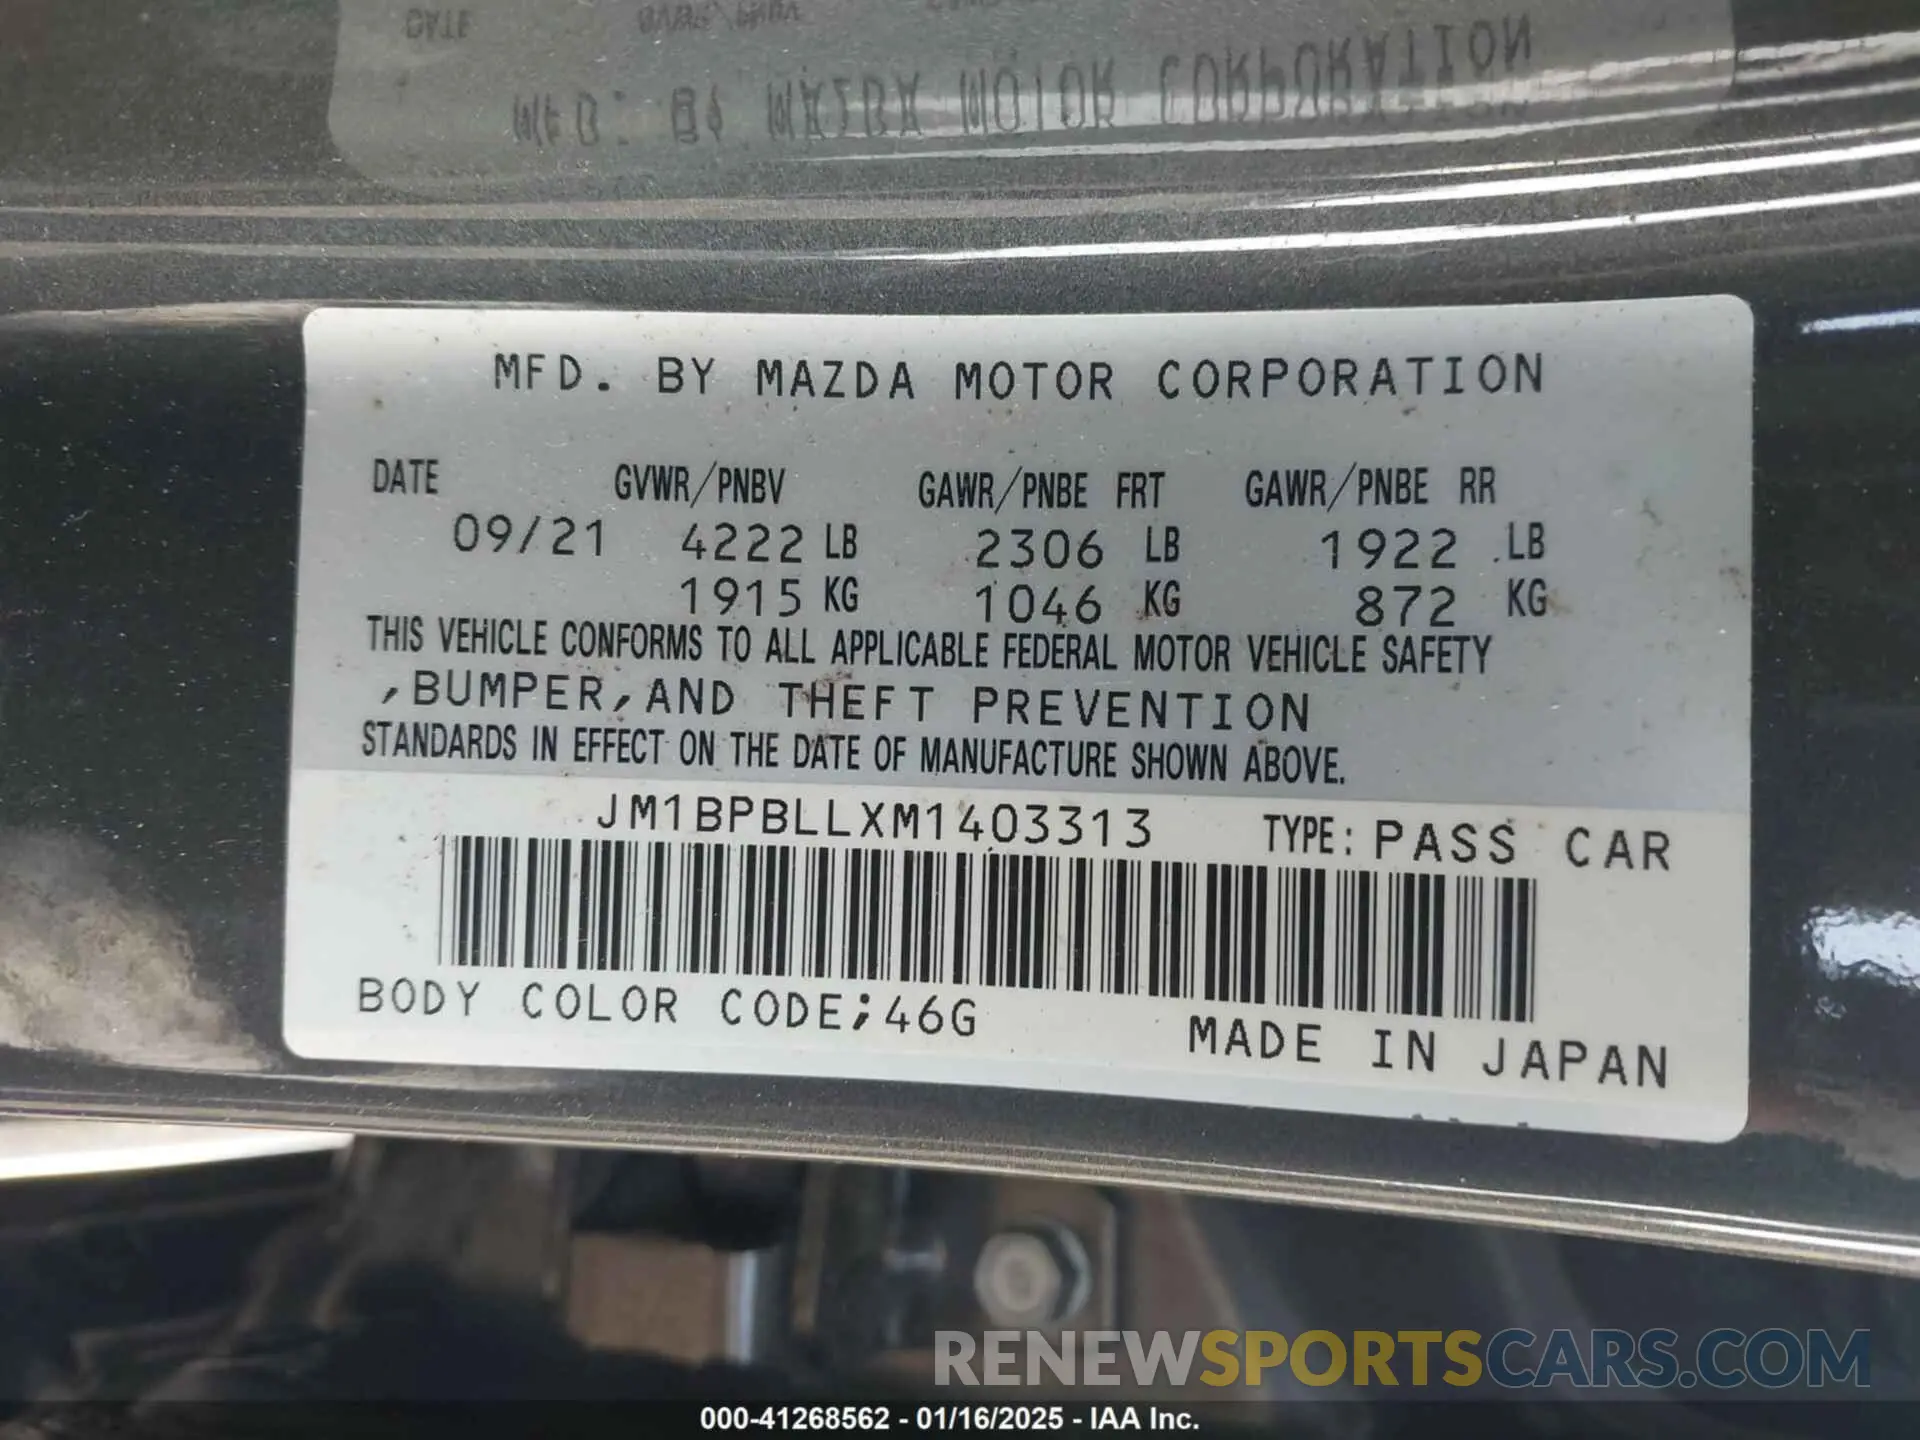 MFD. BY MAZDA MOTOR CORPORATION
DATE GVWR/PNBV GAWR/PNBE FRT GAWR/PNBE RR
09/21 4222 LB 2306 LB 1922 LB
1915 KG 1046 KG 872 KG
THIS VEHICLE CONFORMS TO ALL APPLICABLE FEDERAL MOTOR VEHICLE SAFETY
,BUMPER,AND THEFT PREVENTION
STANDARDS IN EFFECT ON THE DATE OF MANUFACTURE SHOWN ABOVE.
JM1BPBLLXM1403313 TYPE: PASS CAR
BODY COLOR CODE;46G
MADE IN JAPAN
RENEWSPORTSCARS.COM
000-41268562 - 01/16/2025 - IAA Inc.